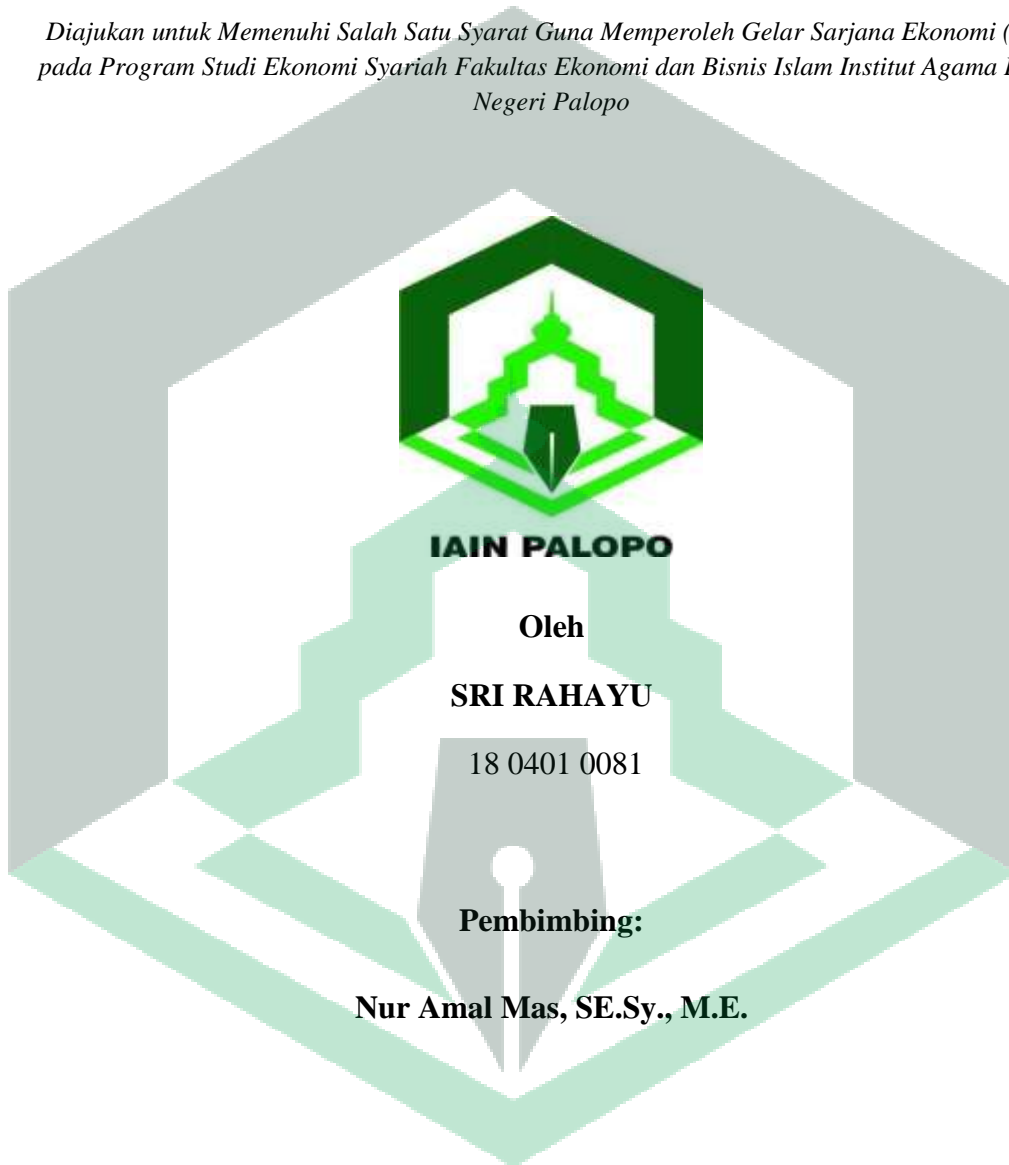 Diajukan untuk Memenuhi Salah Satu Syarat Guna Memperoleh Gelar Sarjana Ekonomi (
pada Program Studi Ekonomi Syariah Fakultas Ekonomi dan Bisnis Islam Institut Agama I
Negeri Palopo
IAIN PALOPO
Oleh
SRI RAHAYU
18 0401 0081
Pembimbing:
Nur Amal Mas, SE.Sy., M.E.